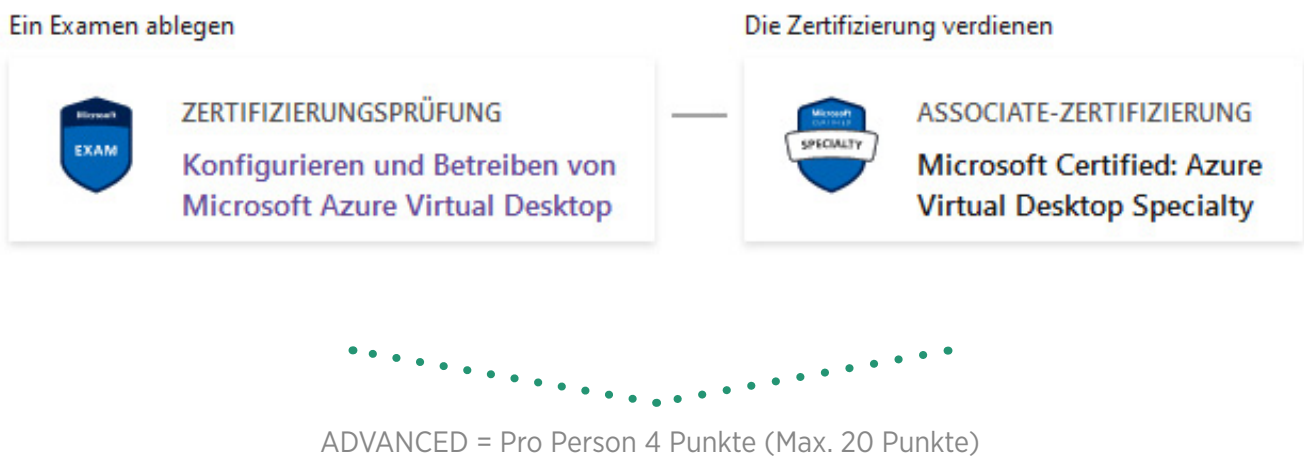 Ein Examen ablegen
Die Zertifizierung verdienen
Microsoft
EXAM
ZERTIFIZIERUNGSPRÜFUNG
Konfigurieren und Betreiben von
Microsoft Azure Virtual Desktop
Microsoft
CERTIFIED
SPECIALTY
ASSOCIATE-ZERTIFIZIERUNG
Microsoft Certified: Azure
Virtual Desktop Specialty
ADVANCED = Pro Person 4 Punkte (Max. 20 Punkte)